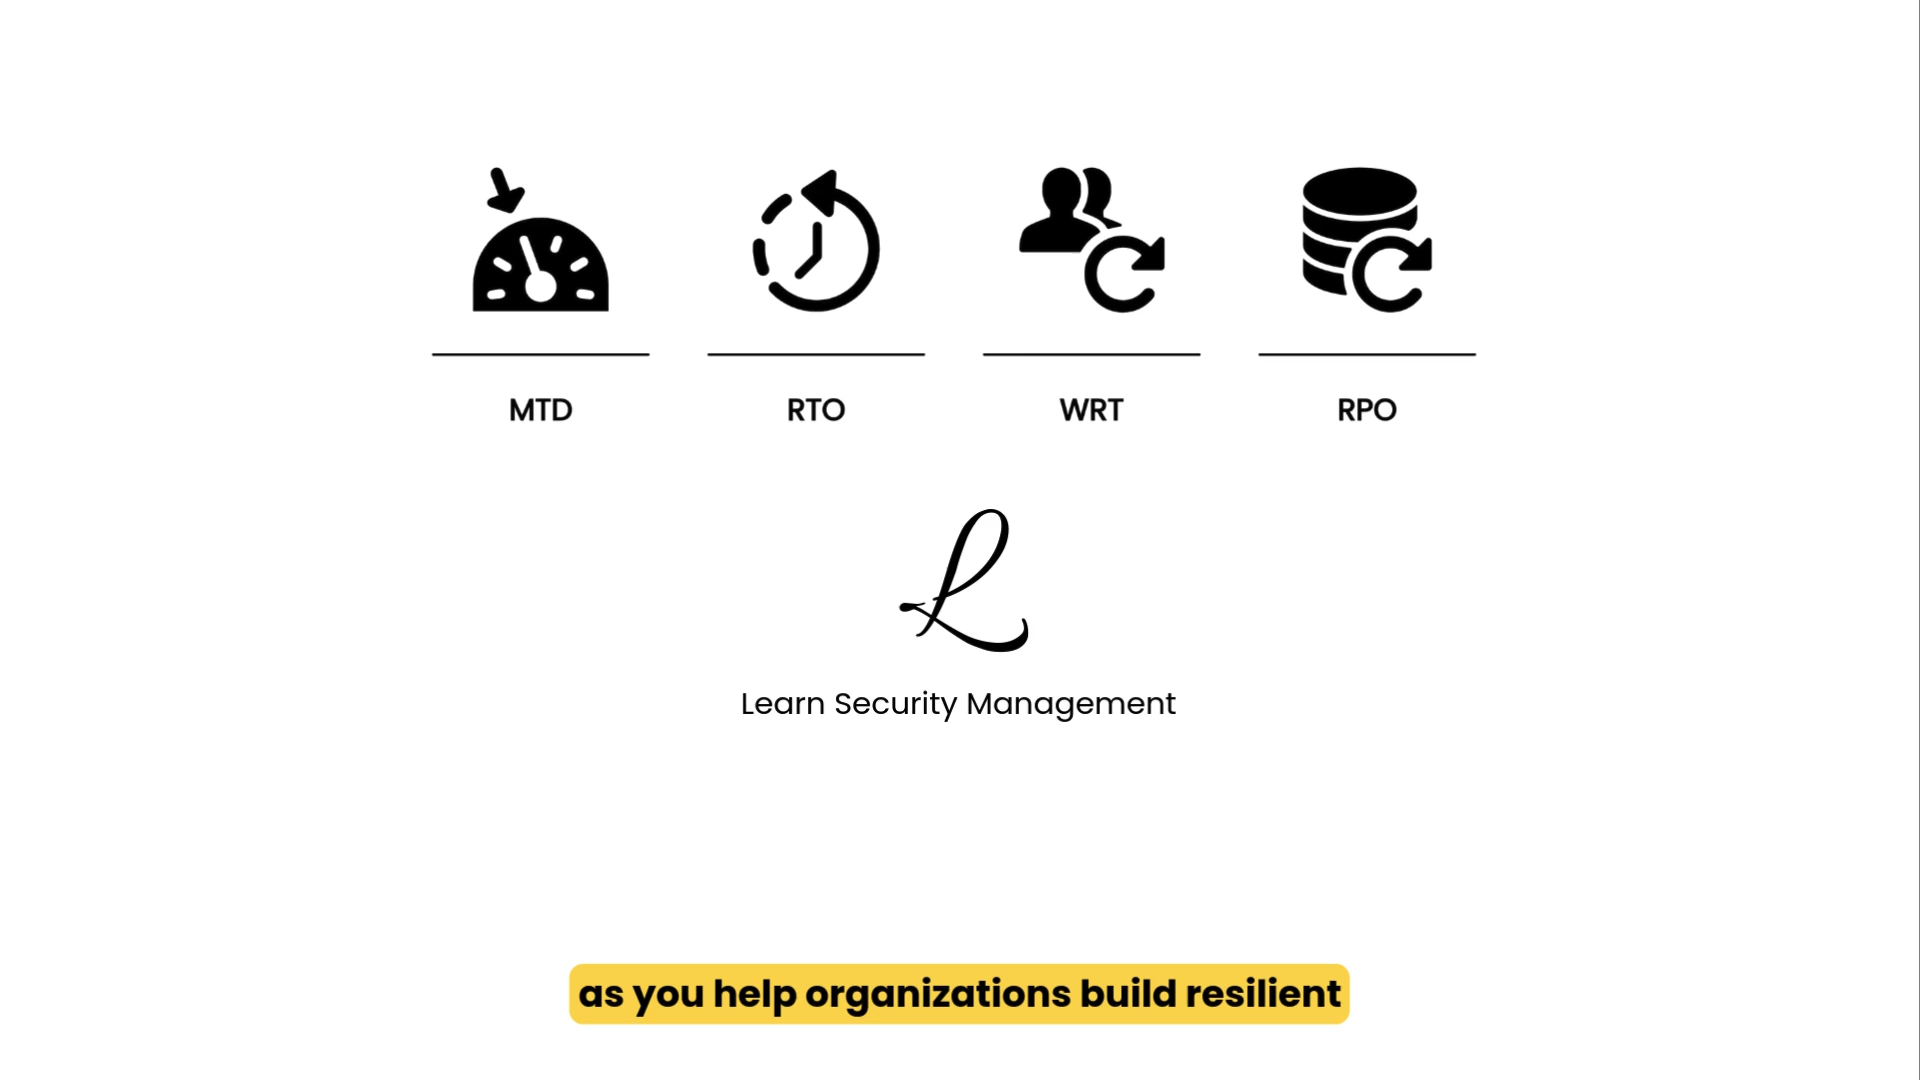 MTD RTO WRT RPO
L
Learn Security Management
as you help organizations build resilient